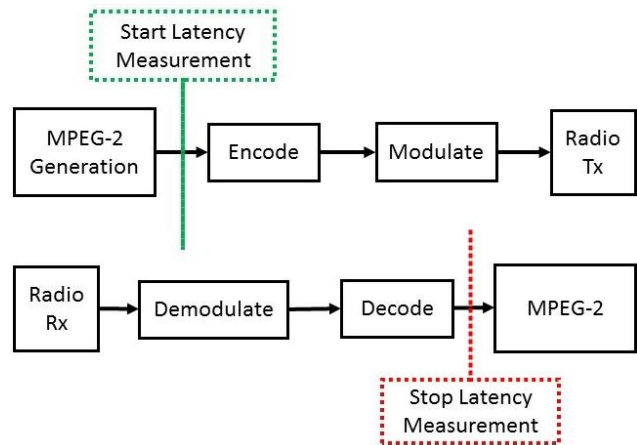 Start Latency
Measurement
MPEG-2
Generation
Encode
Modulate
Radio
Tx
Radio
Rx
Demodulate
Decode
MPEG-2
Stop Latency
Measurement